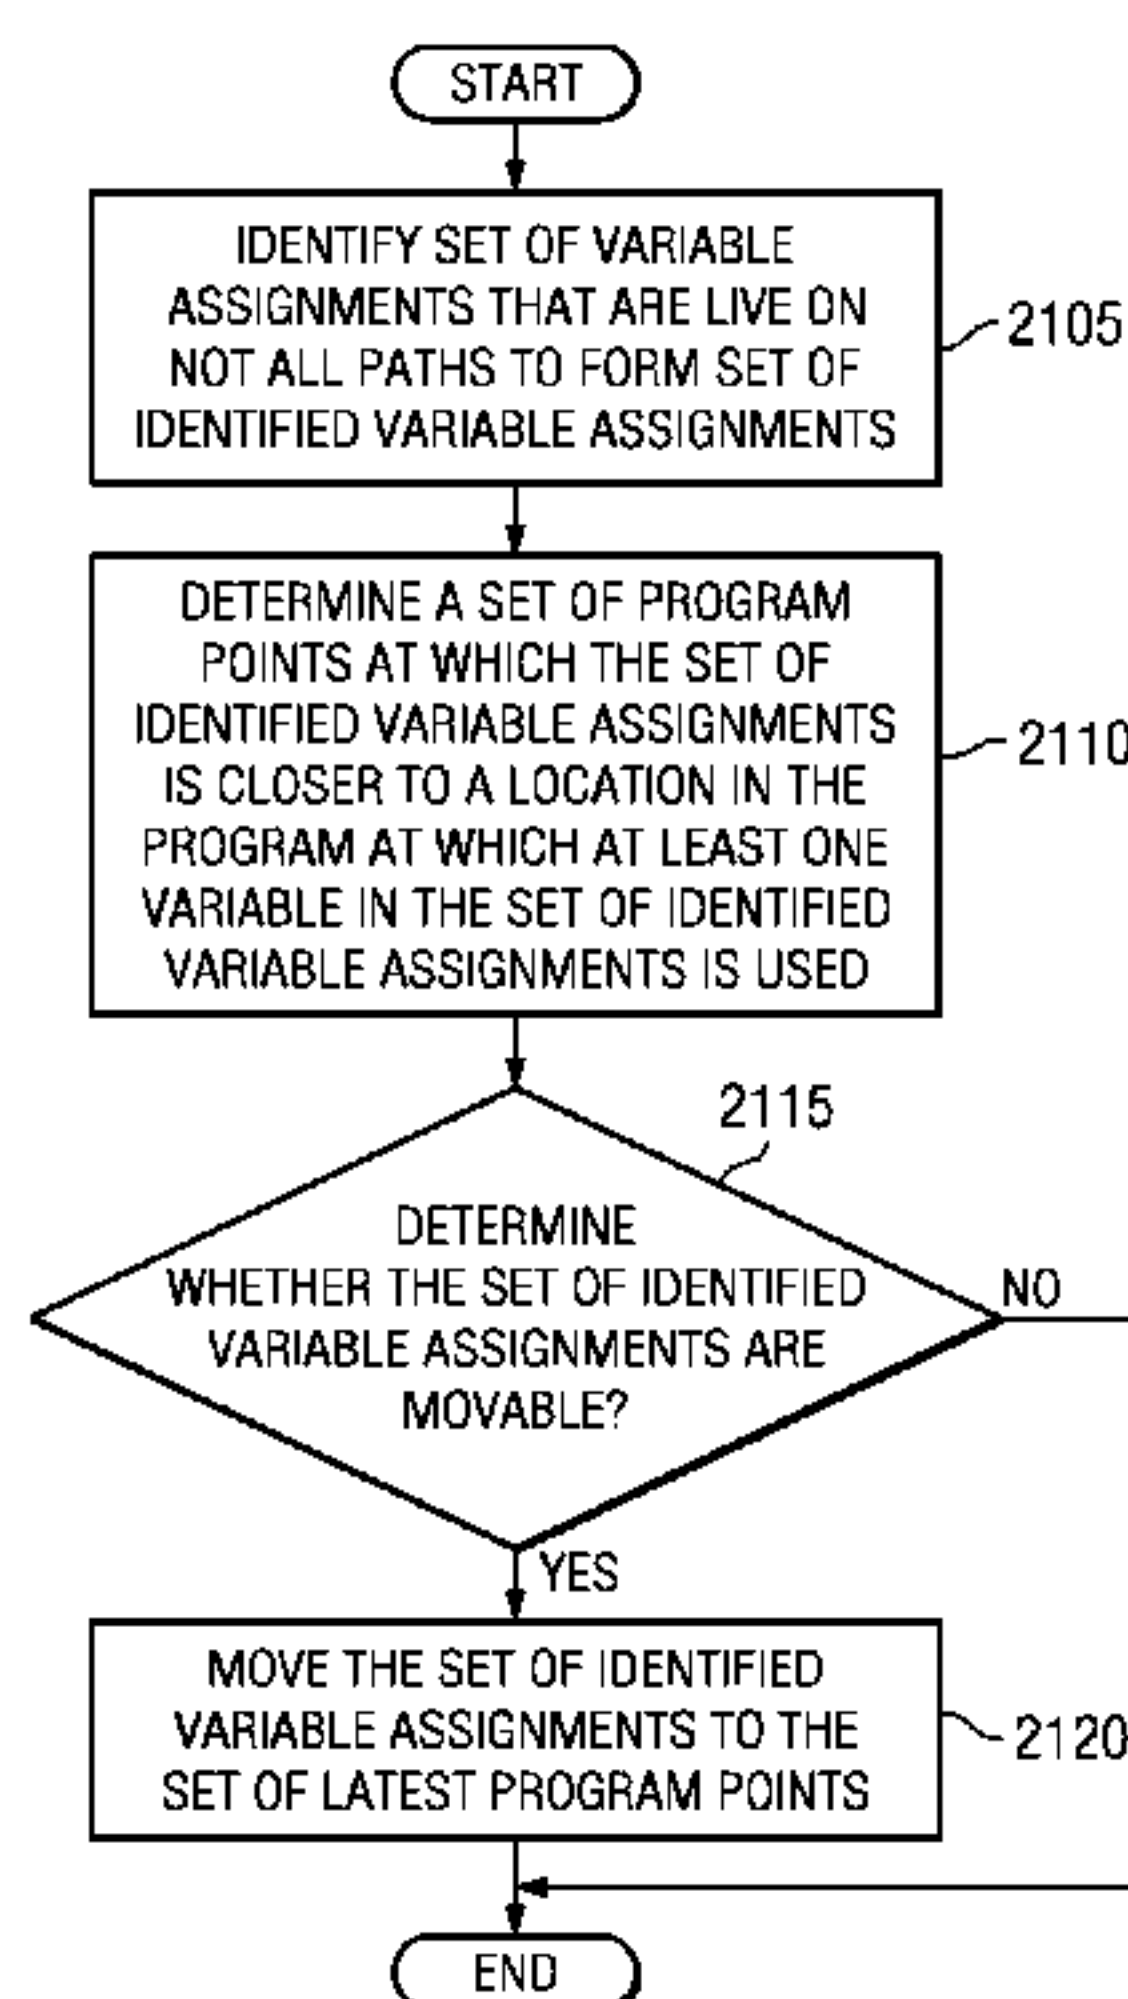 START
IDENTIFY SET OF VARIABLE
ASSIGNMENTS THAT ARE LIVE ON
NOT ALL PATHS TO FORM SET OF
IDENTIFIED VARIABLE ASSIGNMENTS
2105
DETERMINE A SET OF PROGRAM
POINTS AT WHICH THE SET OF
IDENTIFIED VARIABLE ASSIGNMENTS
IS CLOSER TO A LOCATION IN THE
PROGRAM AT WHICH AT LEAST ONE
VARIABLE IN THE SET OF IDENTIFIED
VARIABLE ASSIGNMENTS IS USED
2110
2115
DETERMINE
WHETHER THE SET OF IDENTIFIED
VARIABLE ASSIGNMENTS ARE
MOVABLE?
NO
YES
MOVE THE SET OF IDENTIFIED
VARIABLE ASSIGNMENTS TO THE
SET OF LATEST PROGRAM POINTS
2120
END